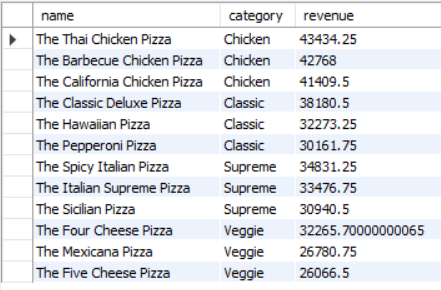 name category revenue
The Thai Chicken Pizza Chicken 43434.25
The Barbecue Chicken Pizza Chicken 42768
The California Chicken Pizza Chicken 41409.5
The Classic Deluxe Pizza Classic 38180.5
The Hawaiian Pizza Classic 32273.25
The Pepperoni Pizza Classic 30161.75
The Spicy Italian Pizza Supreme 34831.25
The Italian Supreme Pizza Supreme 33476.75
The Sicilian Pizza Supreme 30940.5
The Four Cheese Pizza Veggie 32265.70000000065
The Mexicana Pizza Veggie 26780.75
The Five Cheese Pizza Veggie 26066.5